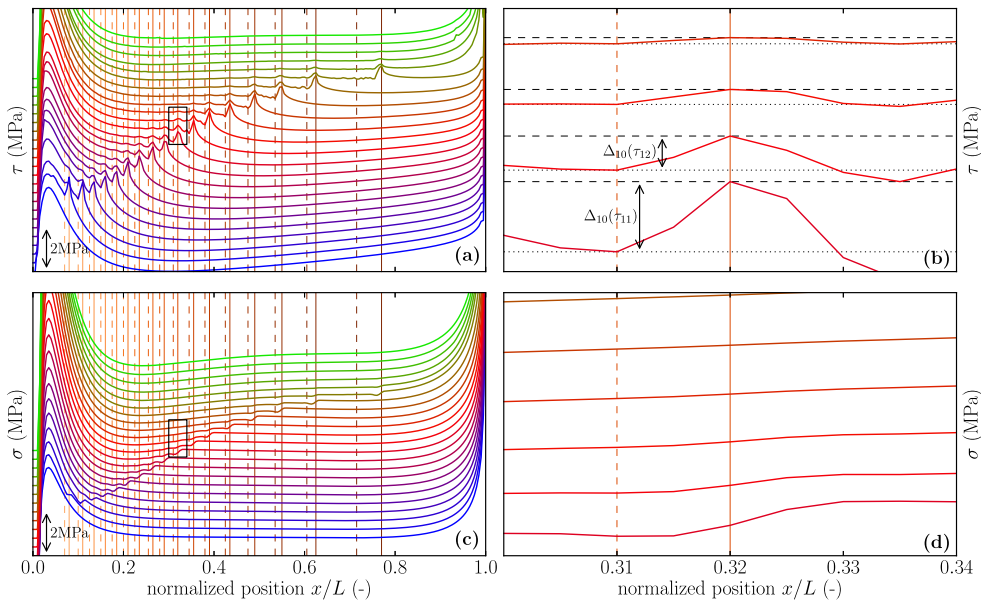 τ (MPa)
2MPa
(a)
Δ₁₀(τ₁₂)
Δ₁₀(τ₁₁)
(b)
τ (MPa)
σ (MPa)
2MPa
(c)
(d)
σ (MPa)
0.0 0.2 0.4 0.6 0.8 1.0
0.31 0.32 0.33 0.34
normalized position x/L (-)
normalized position x/L (-)